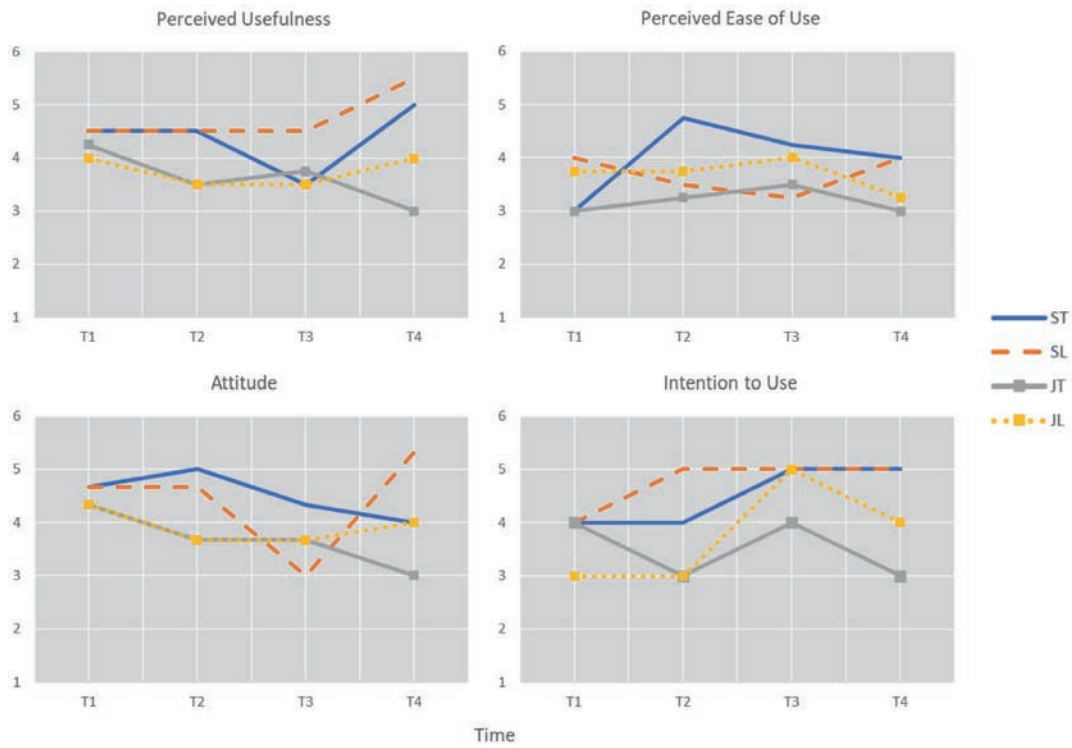 Perceived Usefulness
6
5
4
3
2
1
T1 T2 T3 T4
Perceived Ease of Use
6
5
4
3
2
1
T1 T2 T3 T4
Attitude
6
5
4
3
2
1
T1 T2 T3 T4
Intention to Use
6
5
4
3
2
1
T1 T2 T3 T4
ST
SL
JT
JL
Time